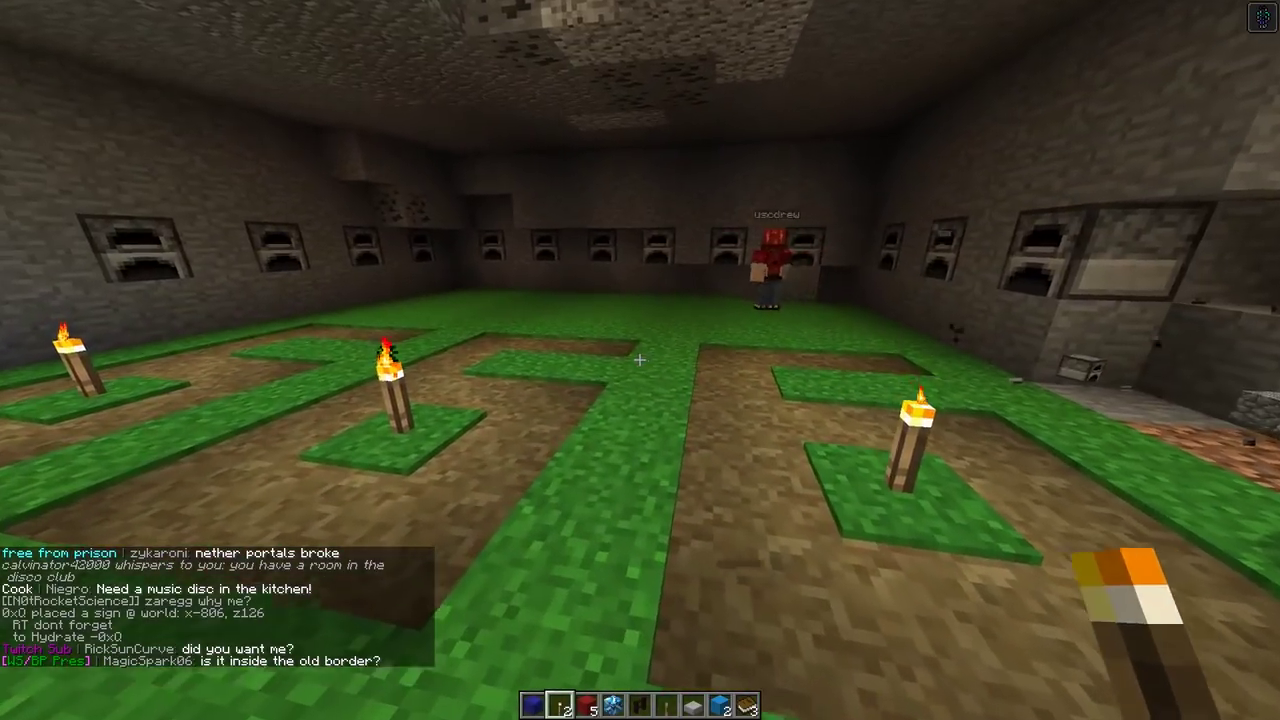 uscdrew
free from prison | zykaroni: nether portals broke
calvinator42000 whispers to you: you have a room in the
disco club
Cook | Niegro: Need a music disc in the kitchen!
[[N0tRocketScience]] zaregg why me?
0x0 placed a sign @ world: x-806, z126
RT dont forget
to Hydrate -0x0
Twitch Sub | RickSunCurve: did you want me?
[WS/BP Pres] | MagicSpark06: is it inside the old border?
2
5
2
3